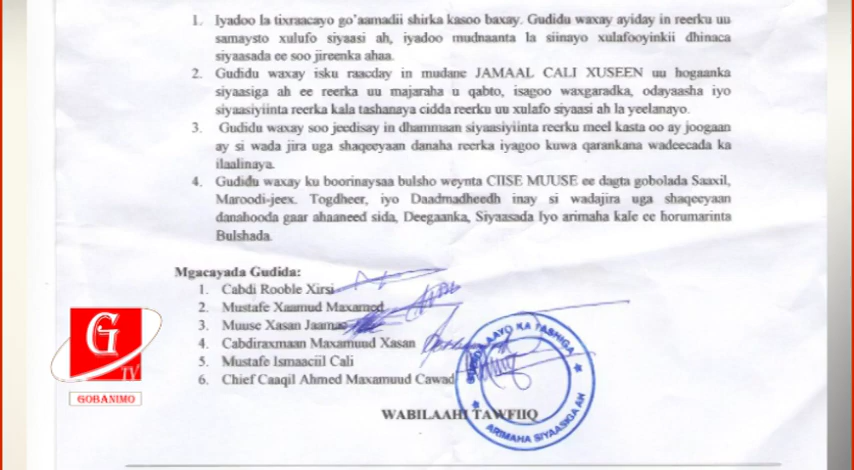 1. Iyadoo la tixraacayo go'aamadii shirka kasoo baxay. Gudidu waxay ayiday in reerku uu
samaysto xulufo siyaasi ah, iyadoo mudnaanta la siinayo xulafooyinkii dhinaca
siyaasada ee soo jireenka ahaa.
2. Gudidu waxay isku raacday in mudane JAMAAL CALI XUSEEN uu hogaanka
siyaasiga ah ee reerka uu majaraha u qabto, isagoo waxgaradka, odayaasha iyo
siyaasiyiinta reerka kala tashanaya cidda reerku uu xulafo siyaasi ah la yeelanayo.
3. Gudidu waxay soo jeedisay in dhammaan siyaasiyiinta reerku meel kasta oo ay joogaan
ay si wada jira uga shaqeeyaan danaha reerka iyagoo kuwa qarankana wadeecada ka
ilaalinaya.
4. Gudidu waxay ku boorinaysaa bulsho weynta CIISE MUUSE ee dagta gobolada Saaxil,
Maroodi-jeex. Togdheer, iyo Daadmadheedh inay si wadajira uga shaqeeyaan
danahooda gaar ahaaneed sida, Deegaanka, Siyaasada Iyo arimaha kale ee horumarinta
Bulshada.
Mgacayada Gudida:
1. Cabdi Rooble Xirsi
2. Mustafe Xaamud Maxamed
3. Muuse Xasan Jaamac
4. Cabdiraxmaan Maxamuud Xasan
5. Mustafe Ismaaciil Cali
6. Chief Caaqil Ahmed Maxamuud Cawad
WABILAAHI TAWFIIQ
KA TASHIGA
ARIMAHA SIYAASIGA AH
G
TV
GOBANIMO